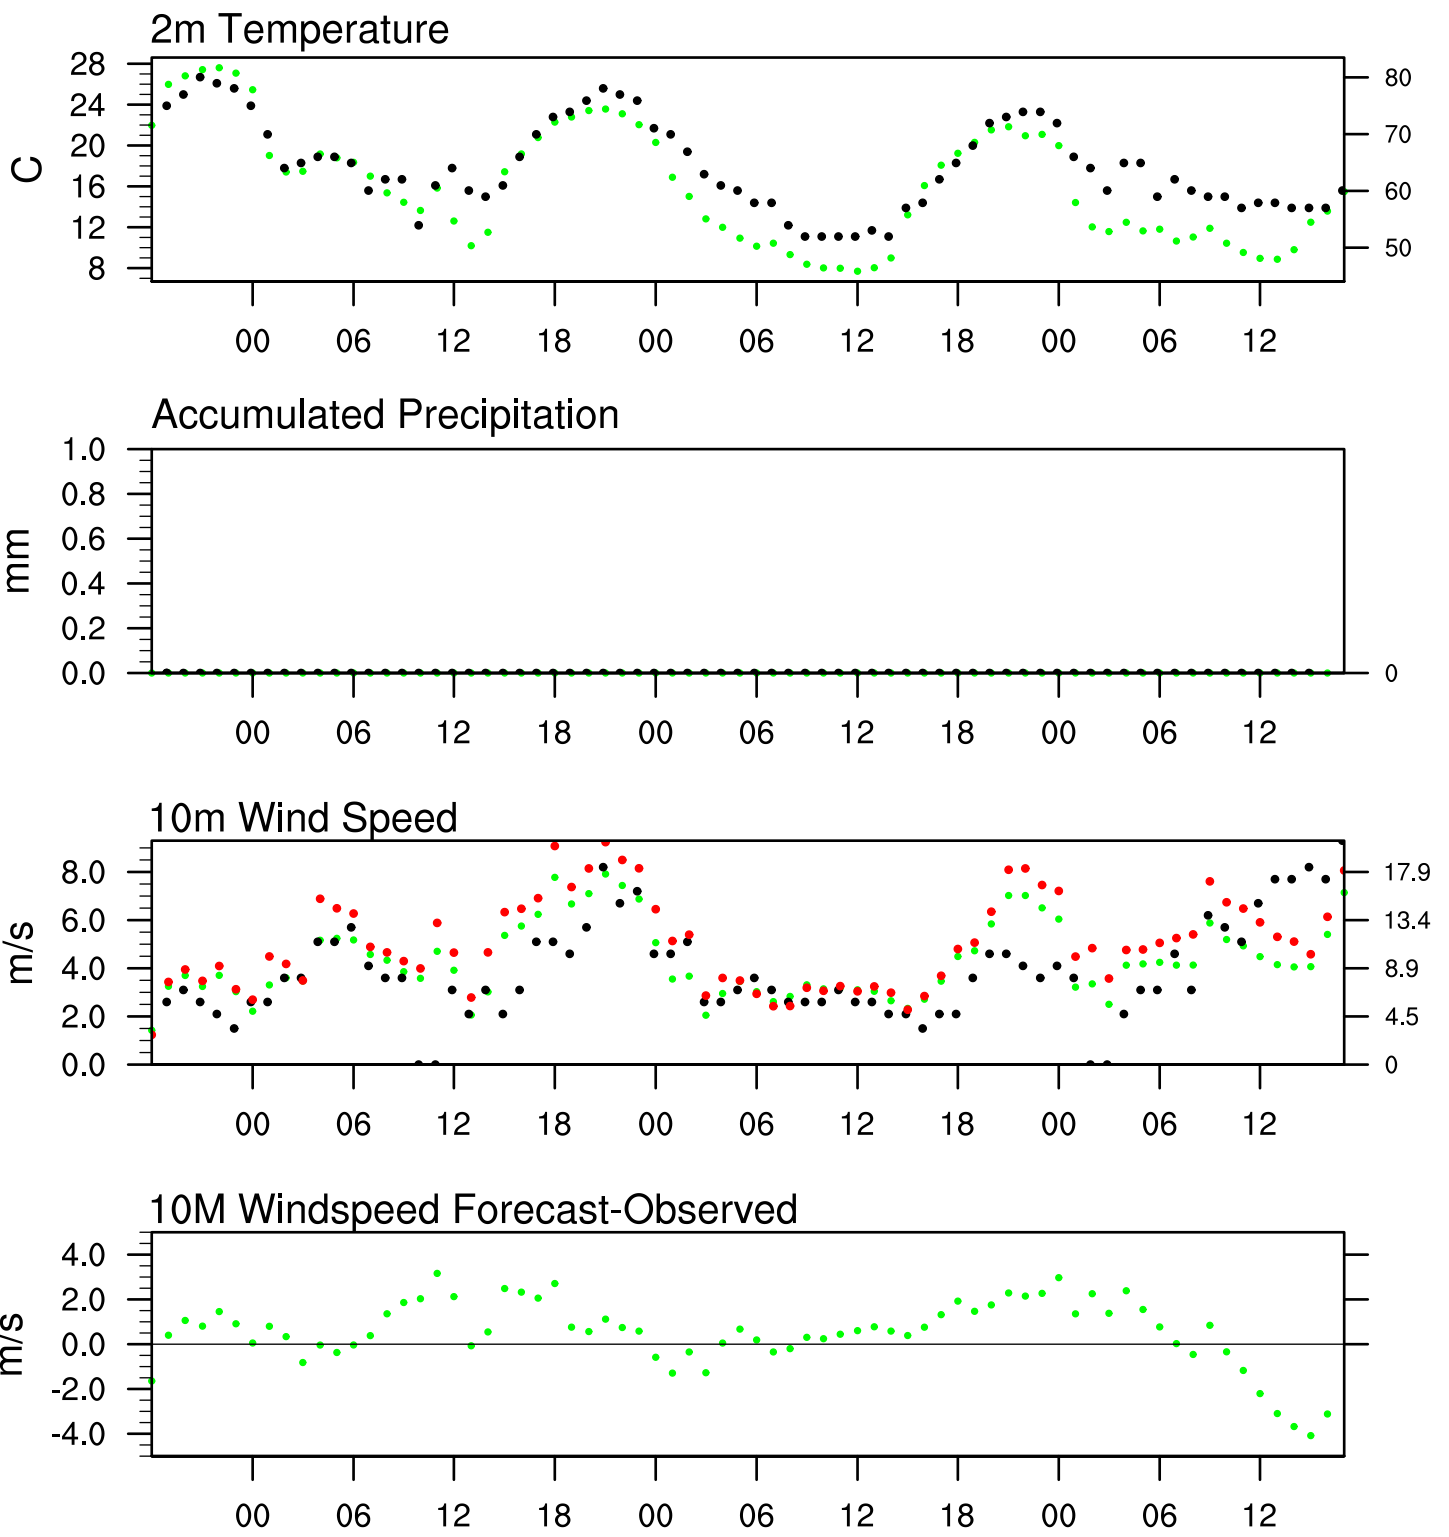 2m Temperature
28
24
20
16
12
8
C
80
70
60
50
00 06 12 18 00 06 12 18 00 06 12
Accumulated Precipitation
1.0
0.8
0.6
0.4
0.2
0.0
mm
0
00 06 12 18 00 06 12 18 00 06 12
10m Wind Speed
8.0
6.0
4.0
2.0
0.0
m/s
17.9
13.4
8.9
4.5
0
00 06 12 18 00 06 12 18 00 06 12
10M Windspeed Forecast-Observed
4.0
2.0
0.0
-2.0
-4.0
m/s
00 06 12 18 00 06 12 18 00 06 12